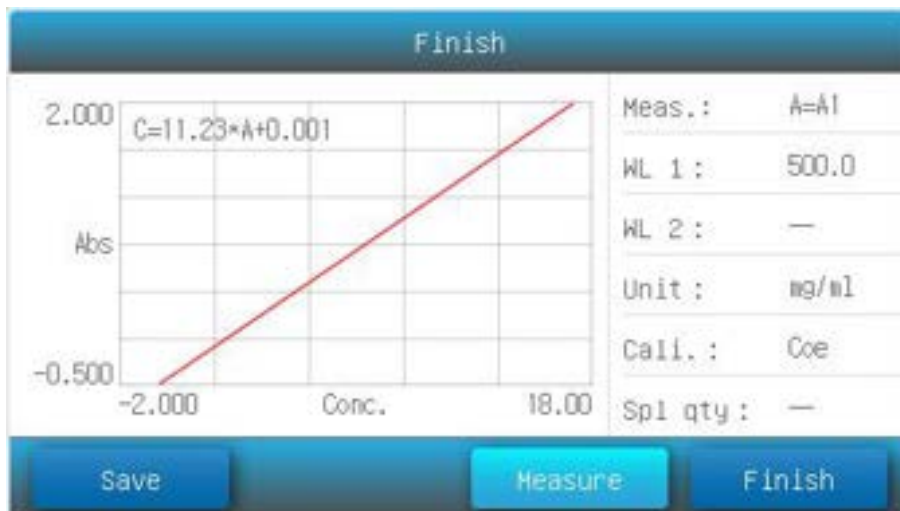 Finish
2.000
C=11.23*A+0.001
Abs
-0.500
-2.000 Conc. 18.00
Meas.: A=A1
WL 1: 500.0
WL 2: —
Unit: mg/ml
Cali.: Coe
Spl qty: —
Save Measure Finish